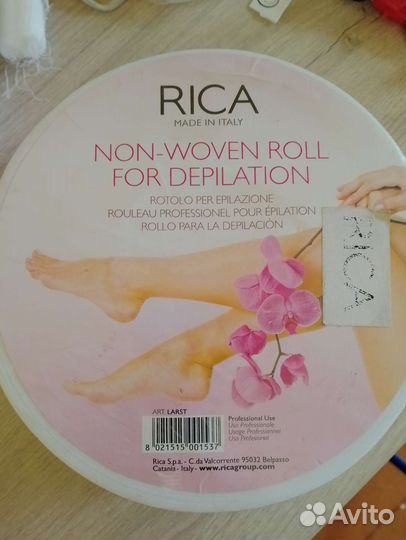 RICA
MADE IN ITALY
NON-WOVEN ROLL
FOR DEPILATION
ROTOLO PER EPILAZIONE
ROULEAU PROFESSIONEL POUR ÉPILATION
ROLLO PARA LA DEPILACIÓN
RICA
ART. LARST
8 021515 001537
Professional Use
Uso Professionale
Usage Professionnel
Uso Profesional
Rica S.p.a. - C.da Valcorrente 95032 Belpasso
Catania - Italy - www.ricagroup.com
Avito